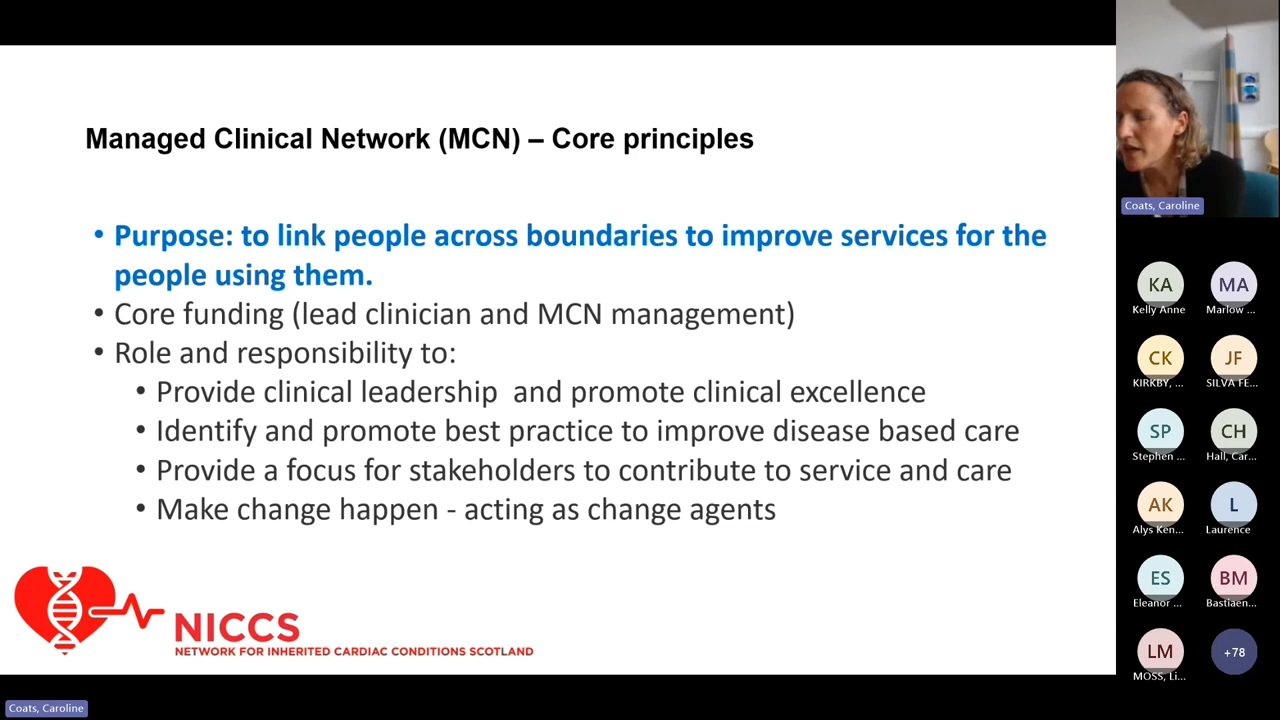 Managed Clinical Network (MCN) – Core principles
• Purpose: to link people across boundaries to improve services for the
people using them.
• Core funding (lead clinician and MCN management)
• Role and responsibility to:
• Provide clinical leadership  and promote clinical excellence
• Identify and promote best practice to improve disease based care
• Provide a focus for stakeholders to contribute to service and care
• Make change happen - acting as change agents
NICCS
NETWORK FOR INHERITED CARDIAC CONDITIONS SCOTLAND
Coats, Caroline
Coats, Caroline
KA MA
Kelly Anne Marlow ...
CK JF
KIRKBY, ... SILVA FE...
SP CH
Stephen ... Hall, Car...
AK L
Alys Ken... Laurence
ES BM
Eleanor ... Bastiaen...
LM +78
MOSS, Li...